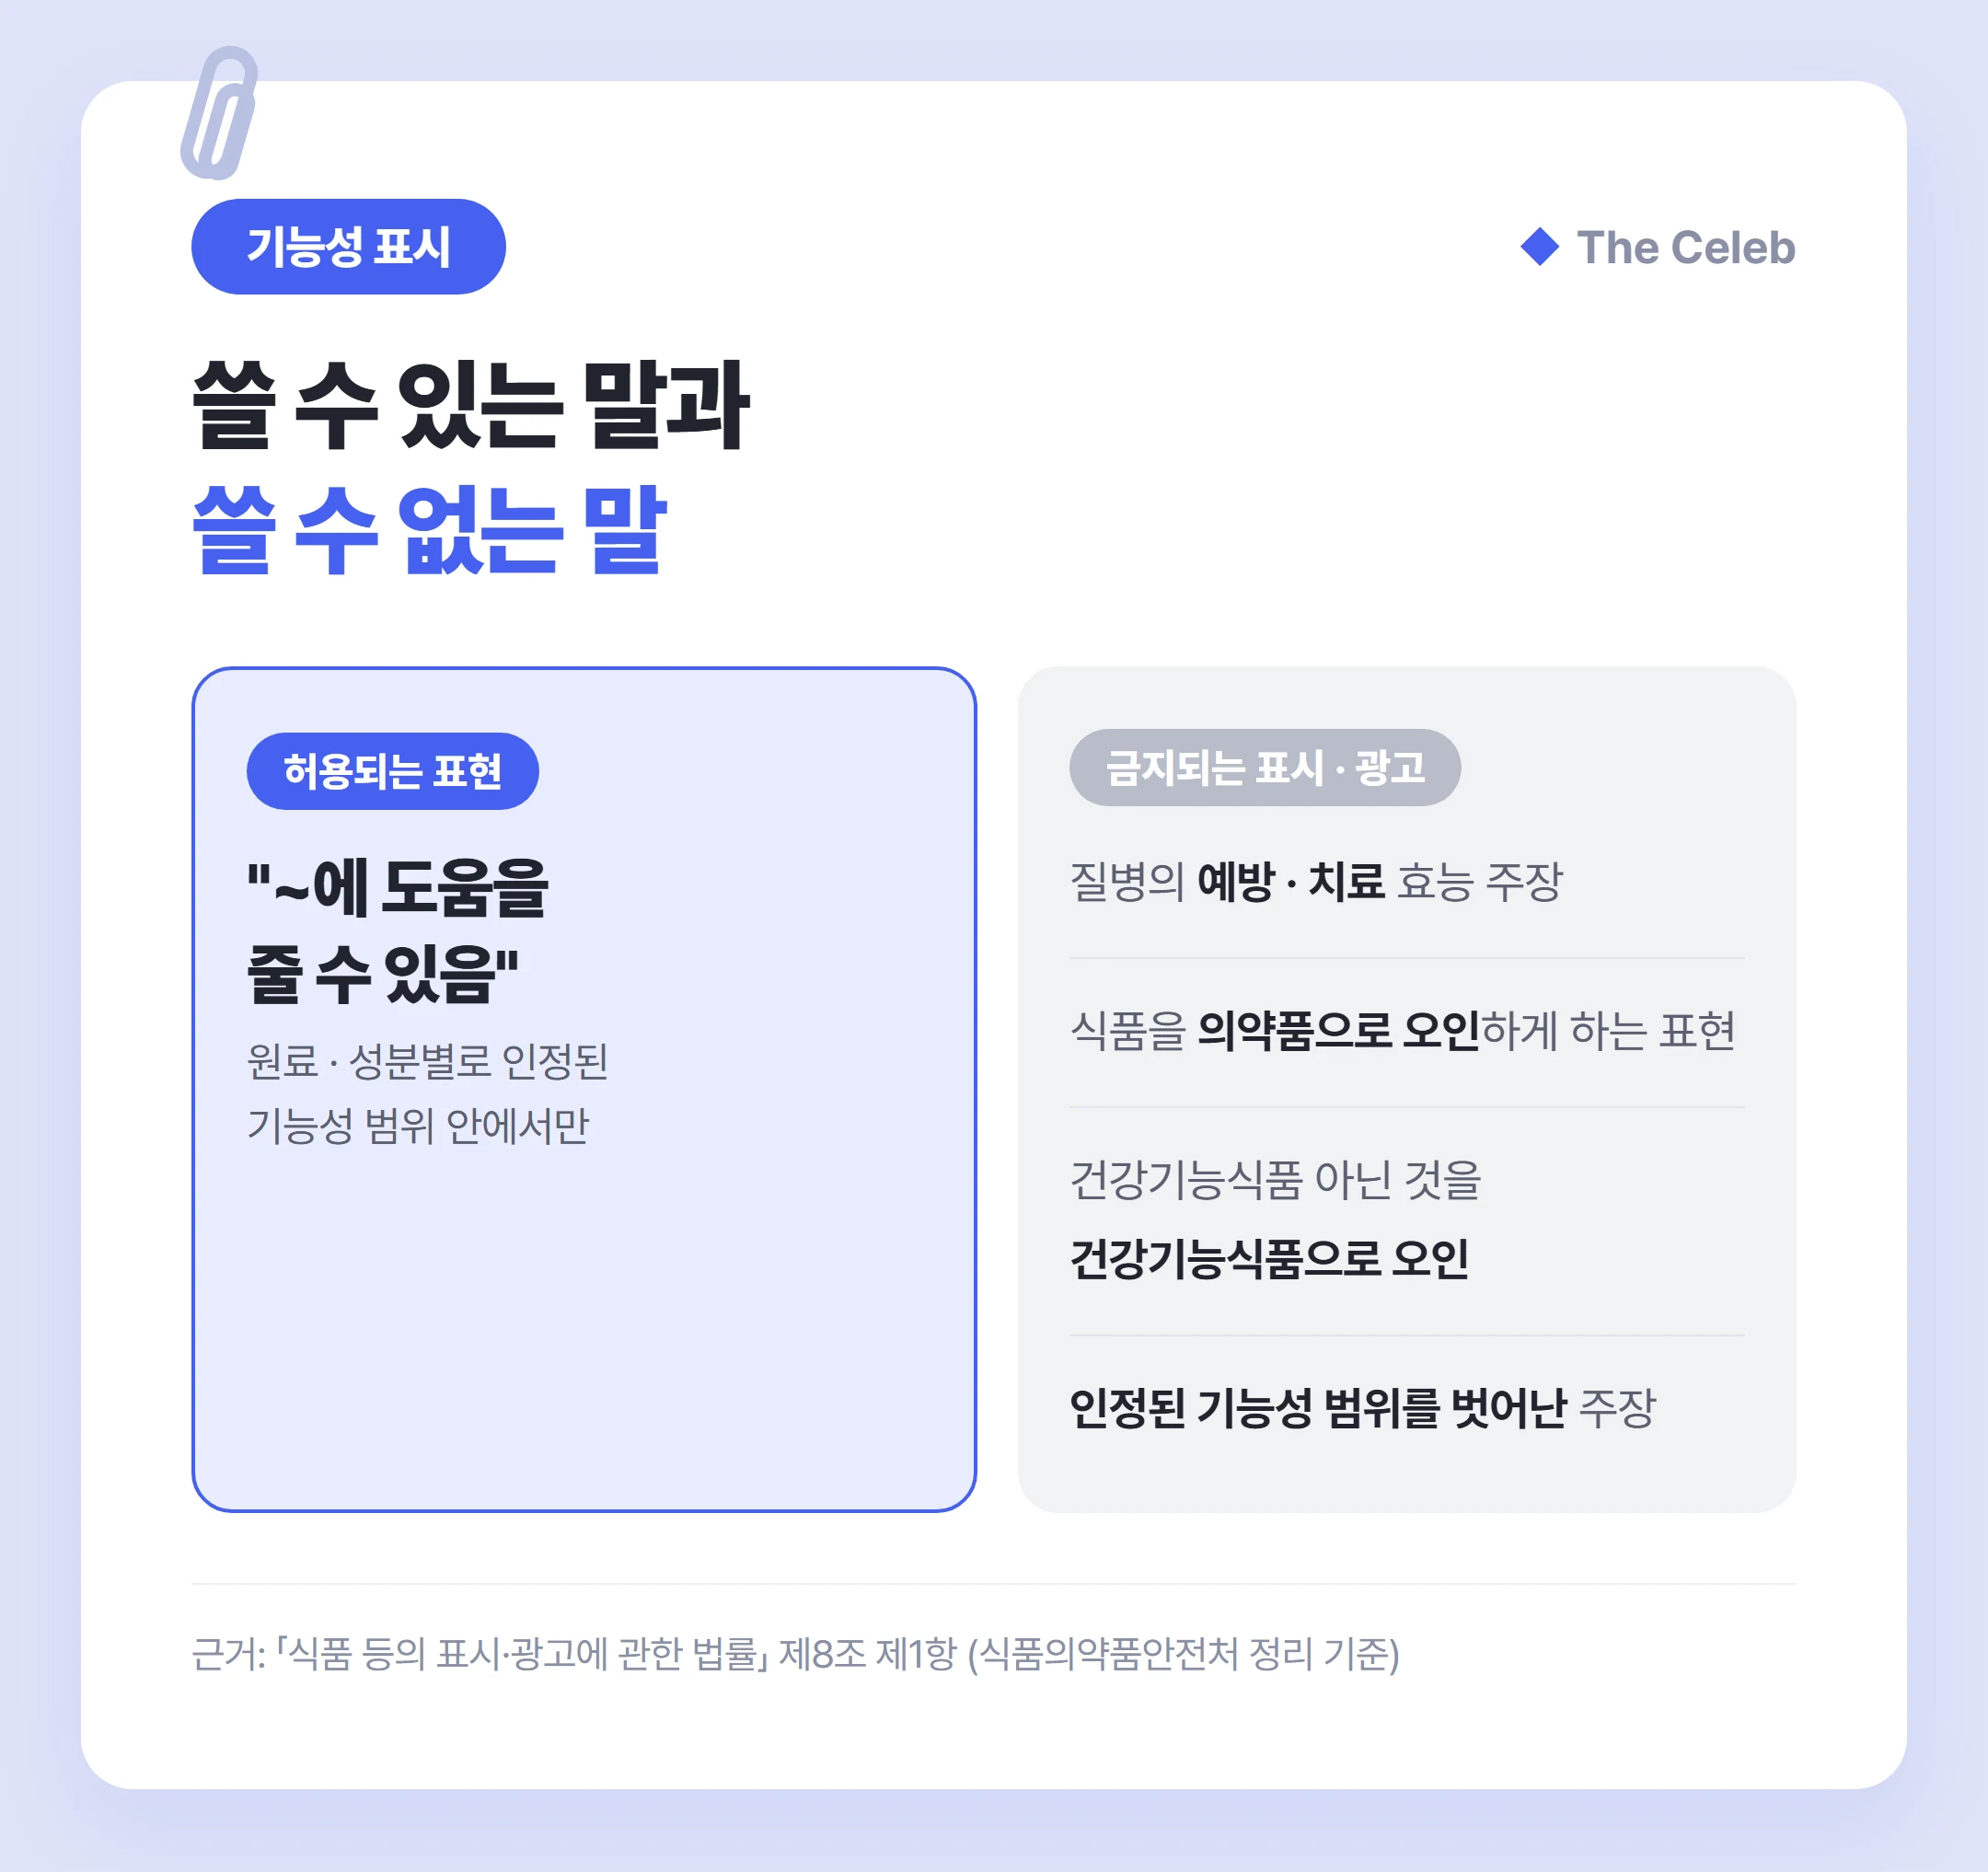 기능성 표시
The Celeb
쓸 수 있는 말과
쓸 수 없는 말
허용되는 표현
"~에 도움을
줄 수 있음"
원료 · 성분별로 인정된
기능성 범위 안에서만
금지되는 표시 · 광고
질병의 예방 · 치료 효능 주장
식품을 의약품으로 오인하게 하는 표현
건강기능식품 아닌 것을
건강기능식품으로 오인
인정된 기능성 범위를 벗어난 주장
근거: 「식품 등의 표시·광고에 관한 법률」 제8조 제1항 (식품의약품안전처 정리 기준)